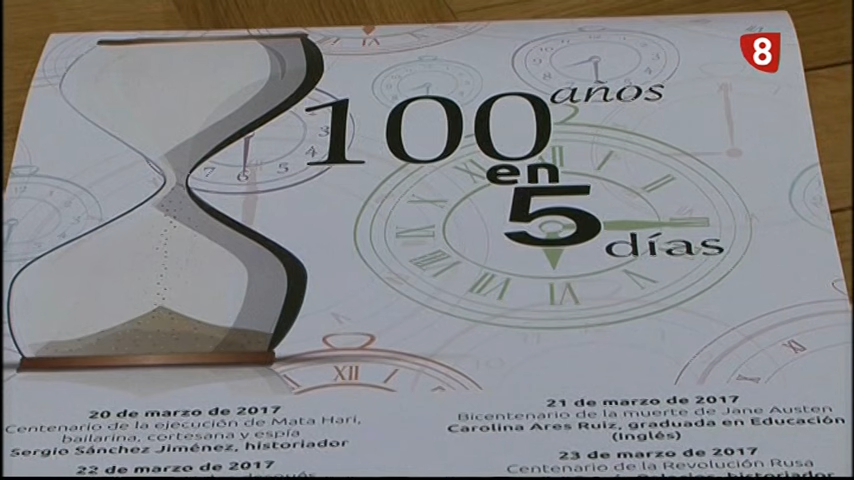 8
100 años
en
5 días
20 de marzo de 2017
Centenario de la ejecución de Mata Hari,
bailarina, cortesana y espía
Sergio Sánchez Jiménez, historiador
22 de marzo de 2017
21 de marzo de 2017
Bicentenario de la muerte de Jane Austen
Carolina Ares Ruiz, graduada en Educación
(Inglés)
23 de marzo de 2017
Centenario de la Revolución Rusa
historiador